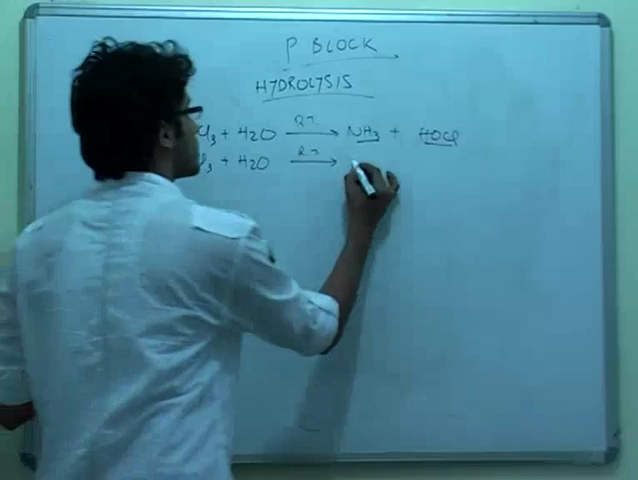 P BLOCK
HYDROLYSIS
Cl3 + H2O R.T. → NH3 + HOCl
l3 + H2O R.T. →